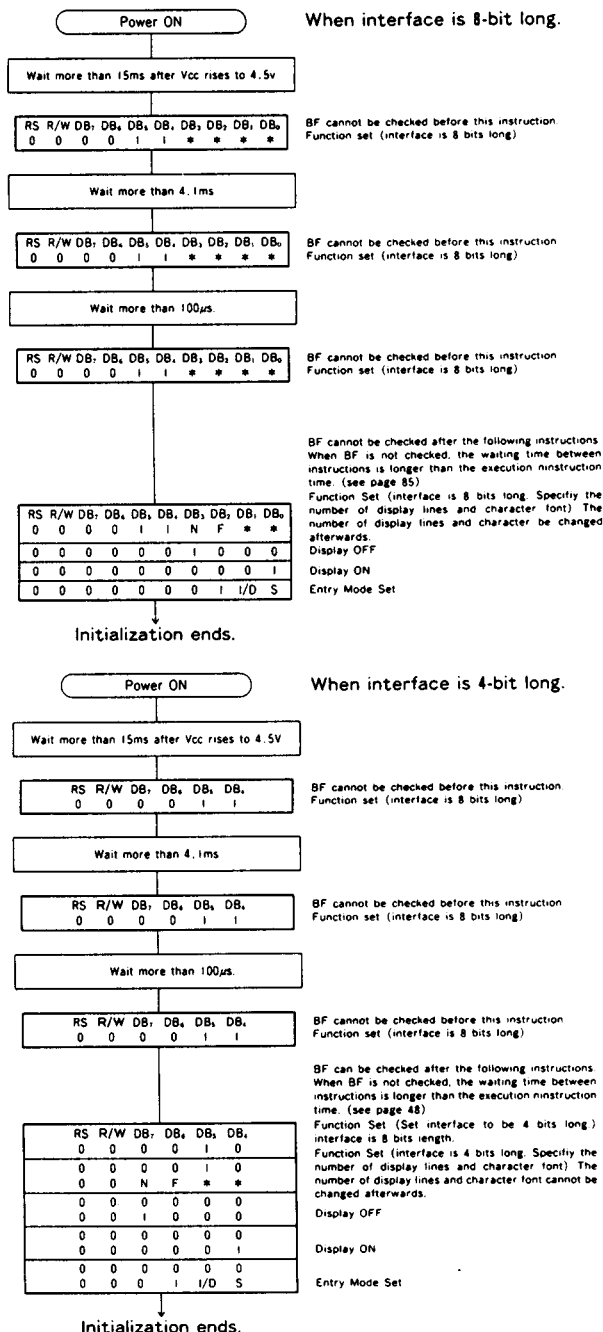 Power ON
When interface is 8-bit long.
Wait more than 15ms after Vcc rises to 4.5v
RS R/W DB₇ DB₆ DB₅ DB₄ DB₃ DB₂ DB₁ DB₀
0 0 0 0 1 1 * * * *
BF cannot be checked before this instruction.
Function set (interface is 8 bits long)
Wait more than 4.1ms
RS R/W DB₇ DB₆ DB₅ DB₄ DB₃ DB₂ DB₁ DB₀
0 0 0 0 1 1 * * * *
BF cannot be checked before this instruction
Function set (interface is 8 bits long)
Wait more than 100μs.
RS R/W DB₇ DB₆ DB₅ DB₄ DB₃ DB₂ DB₁ DB₀
0 0 0 0 1 1 * * * *
BF cannot be checked before this instruction
Function set (interface is 8 bits long)
BF cannot be checked after the following instructions
When BF is not checked, the waiting time between
instructions is longer than the execution ninstruction
time. (see page 85)
Function Set (interface is 8 bits long. Specifiy the
number of display lines and character font) The
number of display lines and character be changed
afterwards.
RS R/W DB₇ DB₆ DB₅ DB₄ DB₃ DB₂ DB₁ DB₀
0 0 0 0 1 1 N F * *
0 0 0 0 0 0 1 0 0 0
Display OFF
0 0 0 0 0 0 0 0 0 1
Display ON
0 0 0 0 0 0 0 1 I/D S
Entry Mode Set
Initialization ends.
Power ON
When interface is 4-bit long.
Wait more than 15ms after Vcc rises to 4.5V
RS R/W DB₇ DB₆ DB₅ DB₄
0 0 0 0 1 1
BF cannot be checked before this instruction.
Function set (interface is 8 bits long)
Wait more than 4.1ms
RS R/W DB₇ DB₆ DB₅ DB₄
0 0 0 0 1 1
BF cannot be checked before this instruction
Function set (interface is 8 bits long)
Wait more than 100μs.
RS R/W DB₇ DB₆ DB₅ DB₄
0 0 0 0 1 1
BF cannot be checked before this instruction
Function set (interface is 8 bits long)
BF can be checked after the following instructions.
When BF is not checked, the waiting time between
instructions is longer than the execution ninstruction
time. (see page 48)
Function Set (Set interface to be 4 bits long.)
interface is 8 bits length.
Function Set (interface is 4 bits long. Specifiy the
number of display lines and character font) The
number of display lines and character font cannot be
changed afterwards.
RS R/W DB₇ DB₆ DB₅ DB₄
0 0 0 0 1 0
0 0 0 0 1 0
0 0 N F * *
0 0 0 0 0 0
0 0 1 0 0 0
Display OFF
0 0 0 0 0 0
0 0 0 0 0 1
Display ON
0 0 0 0 0 0
0 0 0 1 I/D S
Entry Mode Set
Initialization ends.